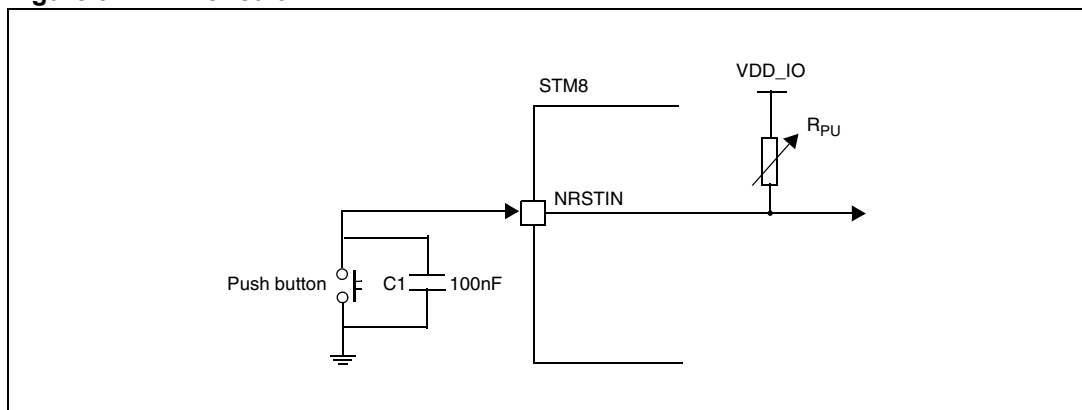 VDD_IO
STM8
RPU
NRSTIN
Push button
C1
100nF